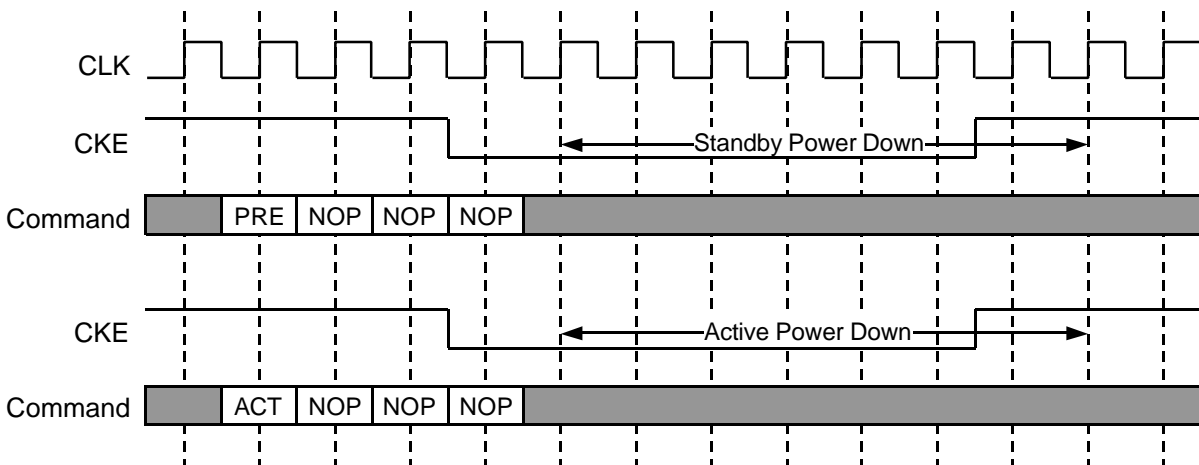 CLK
CKE
Standby Power Down
Command
PRE NOP NOP NOP
CKE
Active Power Down
Command
ACT NOP NOP NOP